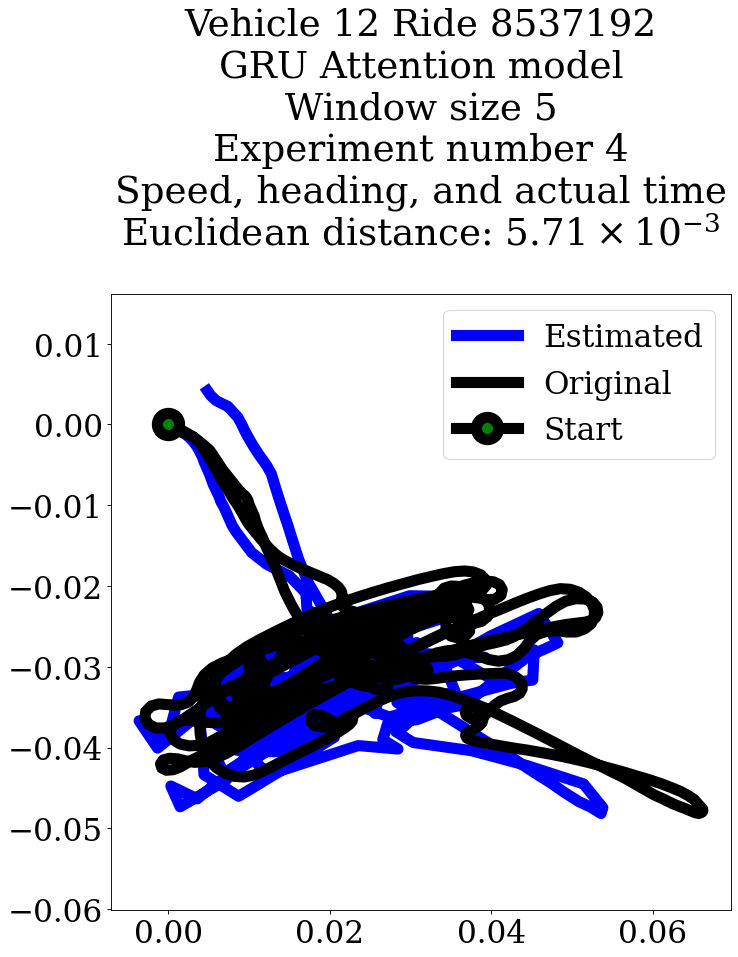 Vehicle 12 Ride 8537192
GRU Attention model
Window size 5
Experiment number 4
Speed, heading, and actual time
Euclidean distance: 5.71 × 10⁻³
Estimated
Original
Start
0.01
0.00
−0.01
−0.02
−0.03
−0.04
−0.05
−0.06
0.00 0.02 0.04 0.06